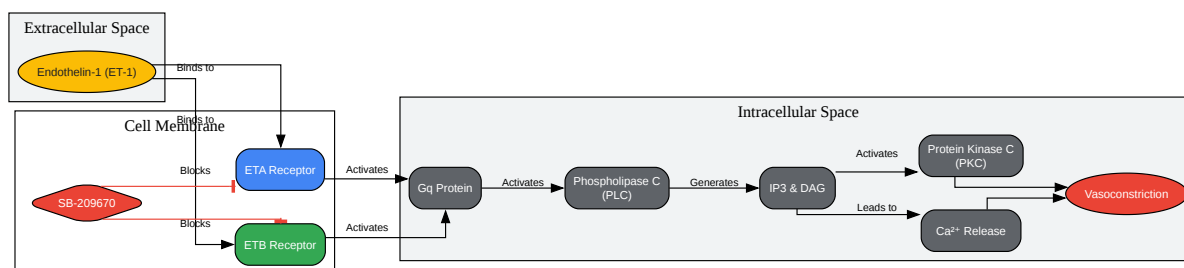 Extracellular Space
Endothelin-1 (ET-1)
Binds to
Binds to
Cell Membrane
Blocks
ETA Receptor
SB-209670
Blocks
ETB Receptor
Activates
Activates
Intracellular Space
Gq Protein
Activates
Phospholipase C
(PLC)
Generates
IP3 & DAG
Activates
Protein Kinase C
(PKC)
Leads to
Ca²⁺ Release
Vasoconstriction